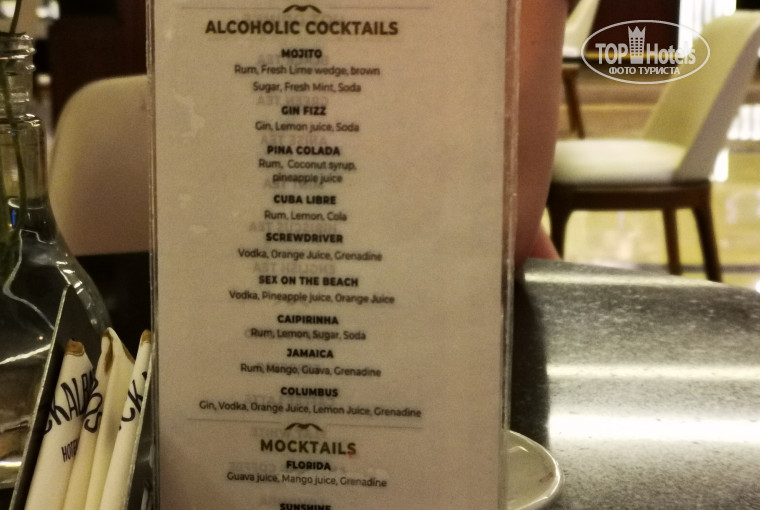 TOP Hotels
ФОТО ТУРИСТА
ALCOHOLIC COCKTAILS
MOJITO
Rum, Fresh Lime wedge, brown
Sugar, Fresh Mint, Soda
GIN FIZZ
Gin, Lemon juice, Soda
PINA COLADA
Rum, Coconut syrup,
pineapple juice
CUBA LIBRE
Rum, Lemon, Cola
SCREWDRIVER
Vodka, Orange Juice, Grenadine
SEX ON THE BEACH
Vodka, Pineapple juice, Orange Juice
CAIPIRINHA
Rum, Lemon, Sugar, Soda
JAMAICA
Rum, Mango, Guava, Grenadine
COLUMBUS
Gin, Vodka, Orange Juice, Lemon Juice, Grenadine
MOCKTAILS
FLORIDA
Guava juice, Mango juice, Grenadine
SUNSHINE